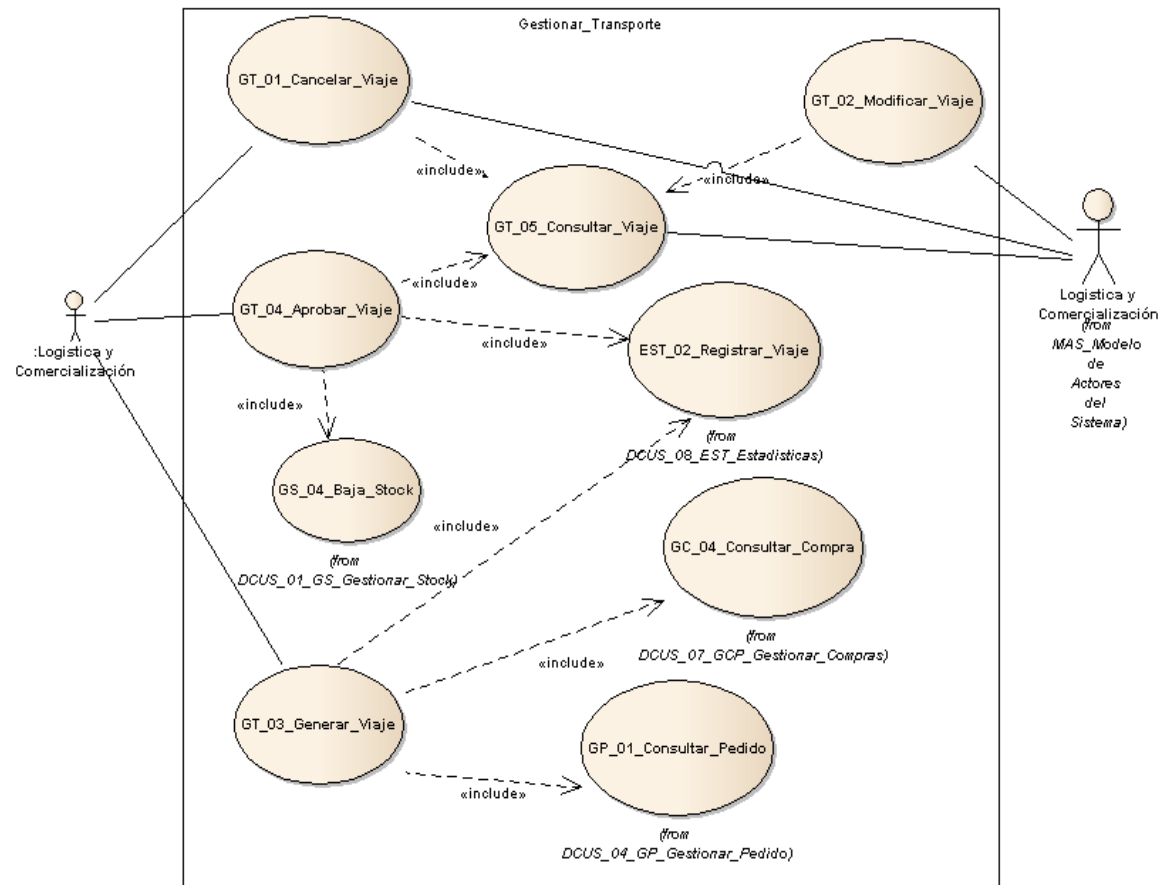 Gestionar_Transporte
GT_01_Cancelar_Viaje
GT_02_Modificar_Viaje
«include»
«include»
GT_05_Consultar_Viaje
GT_04_Aprobar_Viaje
«include»
:Logistica y
Comercialización
Logistica y
Comercialización
(from
MAS_Modelo
de
Actores
del
Sistema)
«include»
EST_02_Registrar_Viaje
(from
DCUS_08_EST_Estadisticas)
«include»
GS_04_Baja_Stock
(from
DCUS_01_GS_Gestionar_Stock)
«include»
GC_04_Consultar_Compra
(from
DCUS_07_GCP_Gestionar_Compras)
«include»
GT_03_Generar_Viaje
GP_01_Consultar_Pedido
«include»
(from
DCUS_04_GP_Gestionar_Pedido)